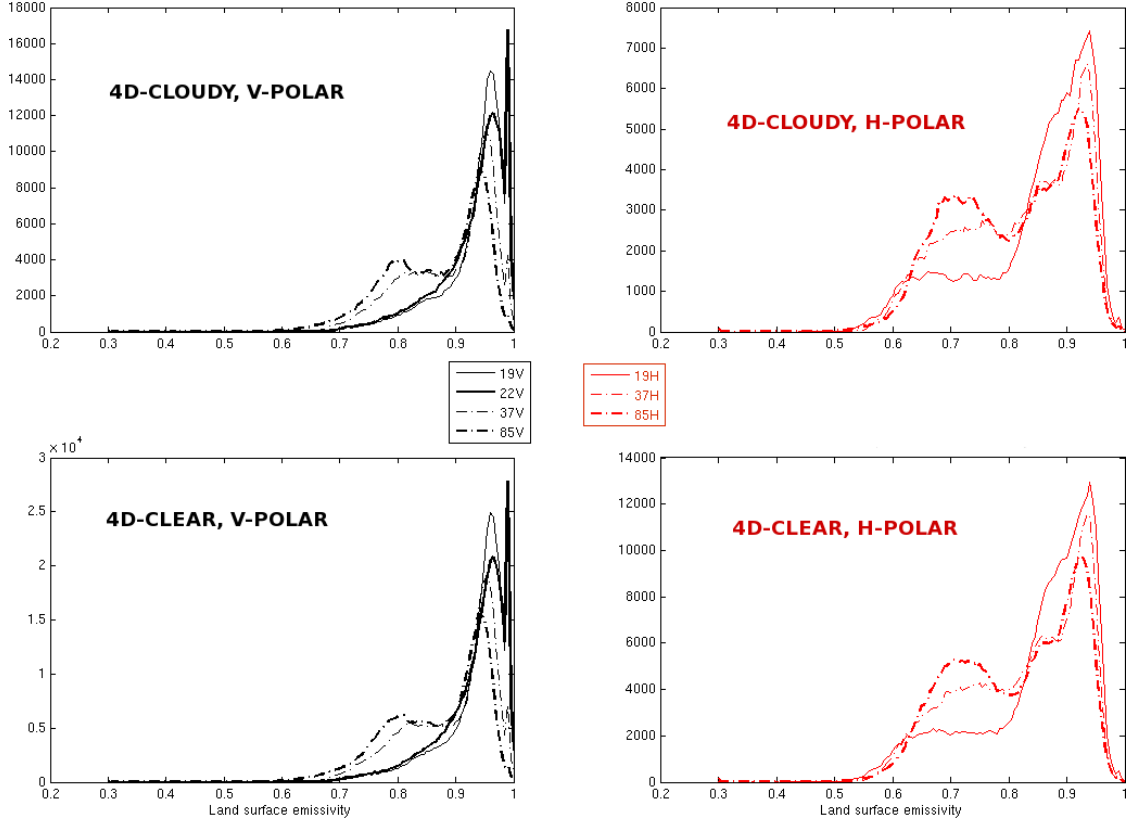 18000
16000
14000
12000
10000
8000
6000
4000
2000
0
0.2 0.3 0.4 0.5 0.6 0.7 0.8 0.9 1
4D-CLOUDY, V-POLAR
8000
7000
6000
5000
4000
3000
2000
1000
0
0.2 0.3 0.4 0.5 0.6 0.7 0.8 0.9 1
4D-CLOUDY, H-POLAR
19V
22V
37V
85V
19H
37H
85H
× 10⁴
3
2.5
2
1.5
1
0.5
0
0.2 0.3 0.4 0.5 0.6 0.7 0.8 0.9 1
Land surface emissivity
4D-CLEAR, V-POLAR
14000
12000
10000
8000
6000
4000
2000
0
0.2 0.3 0.4 0.5 0.6 0.7 0.8 0.9 1
Land surface emissivity
4D-CLEAR, H-POLAR